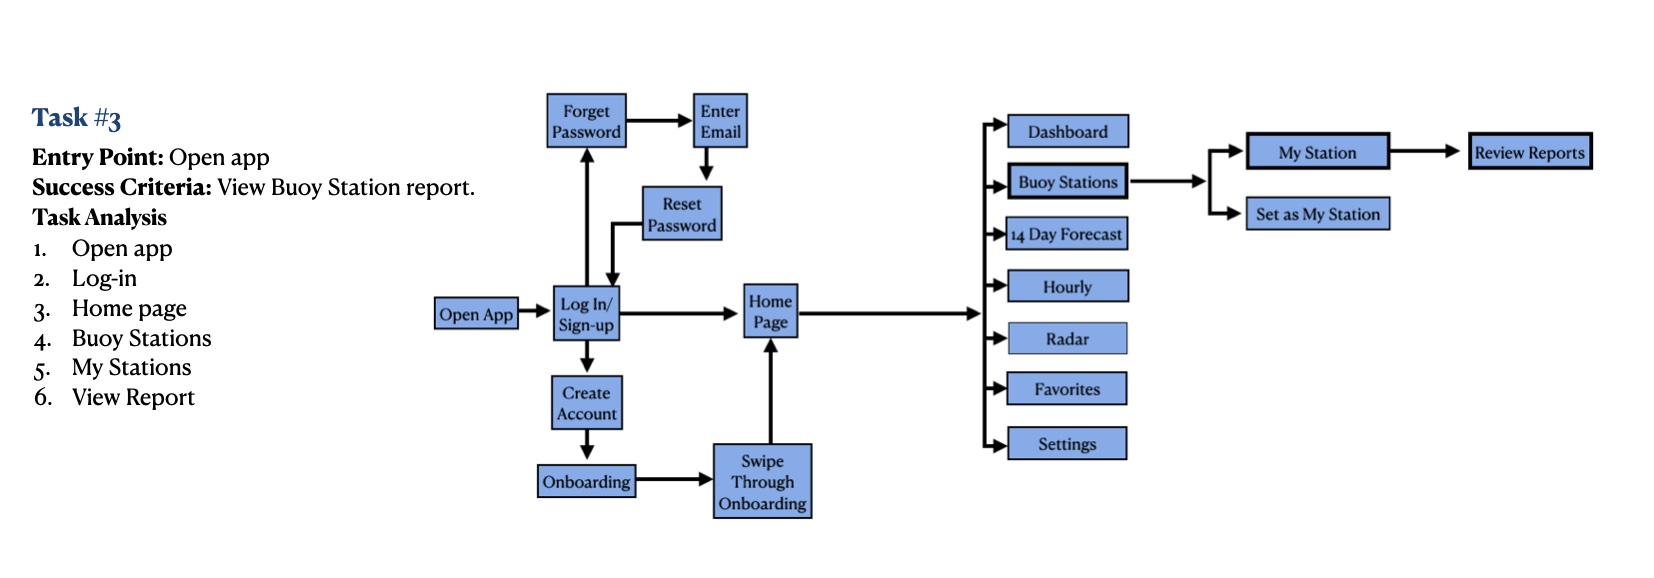 Task #3
Entry Point: Open app
Success Criteria: View Buoy Station report.
Task Analysis
1. Open app
2. Log-in
3. Home page
4. Buoy Stations
5. My Stations
6. View Report
Forget
Password
Enter
Email
Reset
Password
Open App
Log In/
Sign-up
Home
Page
Create
Account
Onboarding
Swipe
Through
Onboarding
Dashboard
Buoy Stations
14 Day Forecast
Hourly
Radar
Favorites
Settings
My Station
Set as My Station
Review Reports